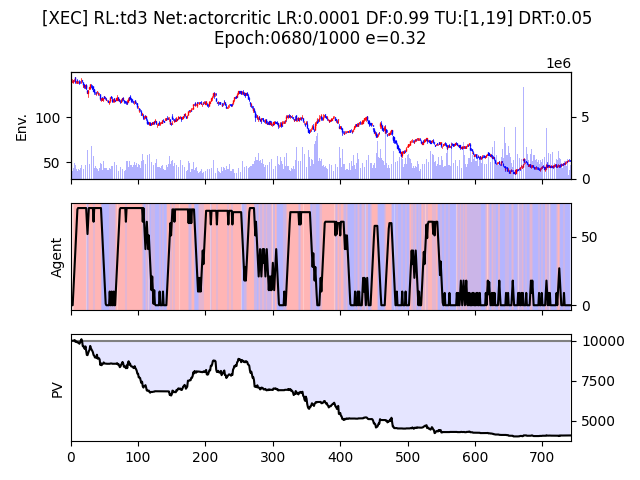 [XEC] RL:td3 Net:actorcritic LR:0.0001 DF:0.99 TU:[1,19] DRT:0.05
Epoch:0680/1000 e=0.32
1e6
Env.
100
50
5
0
Agent
50
0
PV
10000
7500
5000
0 100 200 300 400 500 600 700